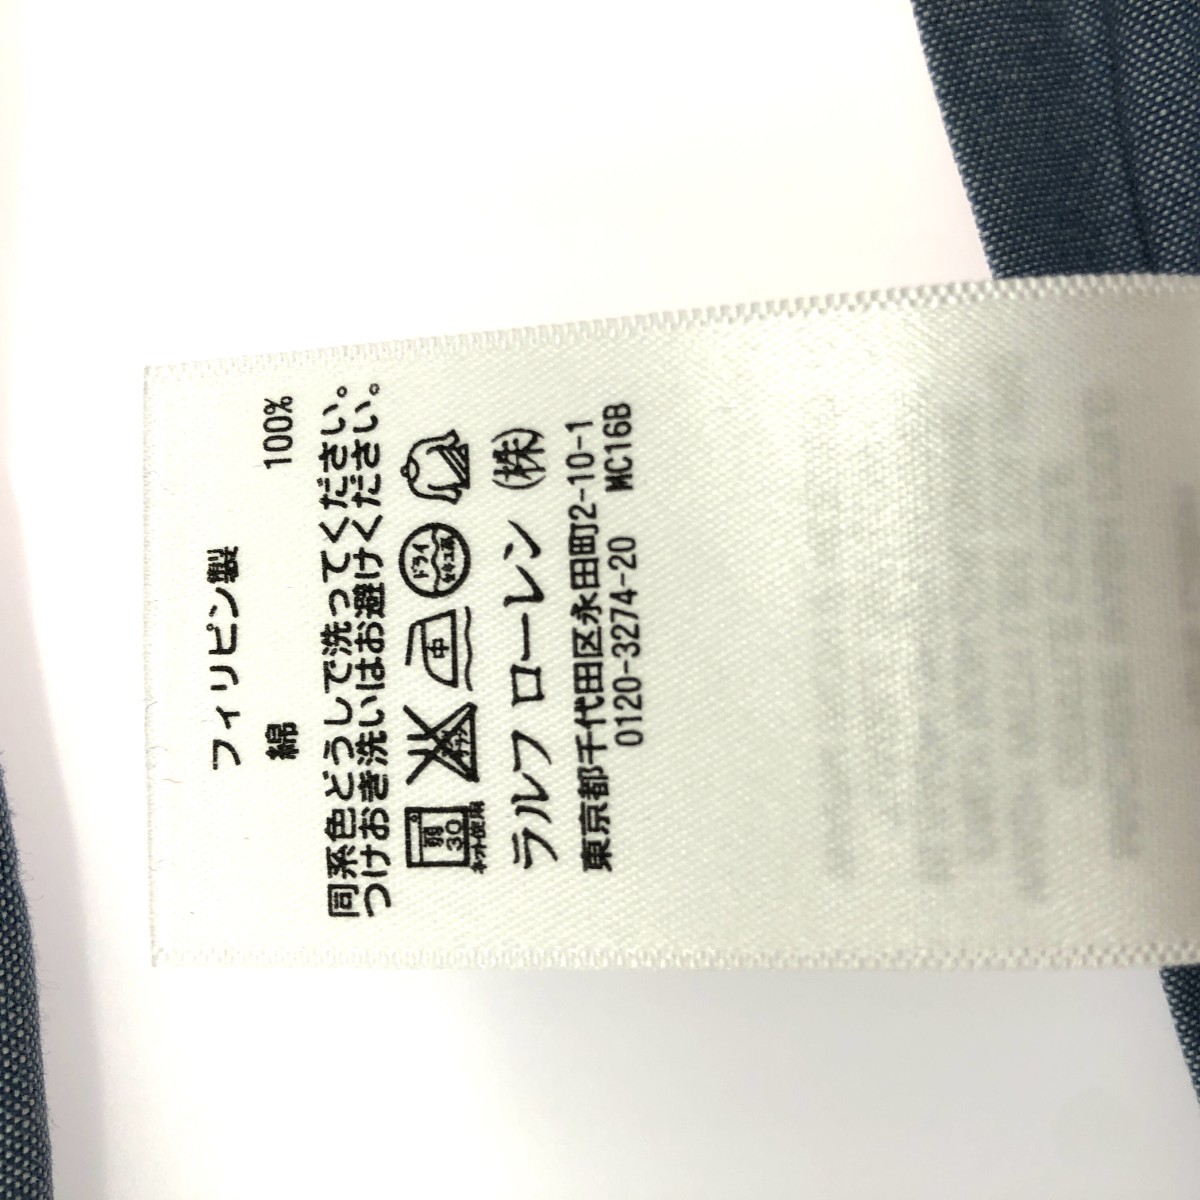 フィリピン製
綿 100%
同系色どうしで洗ってください。
つけおき洗いはお避けください。
弱 30 ネット使用 中 ドライ
ラルフ ローレン (株)
東京都千代田区永田町2-10-1
0120-3274-20 MC16B